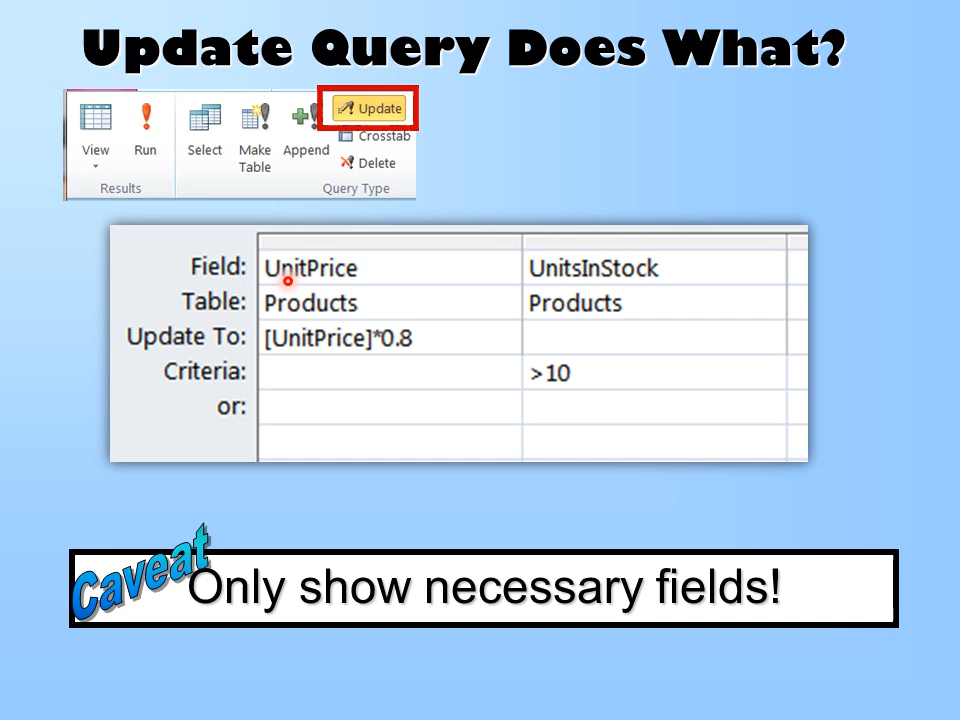 Update Query Does What?
Update
View Run Select Make Table Append Crosstab
Delete
Results Query Type
Field: UnitPrice UnitsInStock
Table: Products Products
Update To: [UnitPrice]*0.8
Criteria: >10
or:
Caveat
Only show necessary fields!